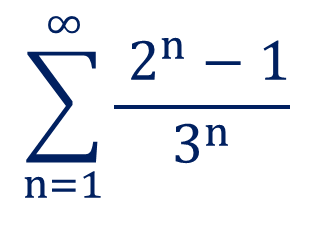 ∞
∑ 2ⁿ − 1
3ⁿ
n=1